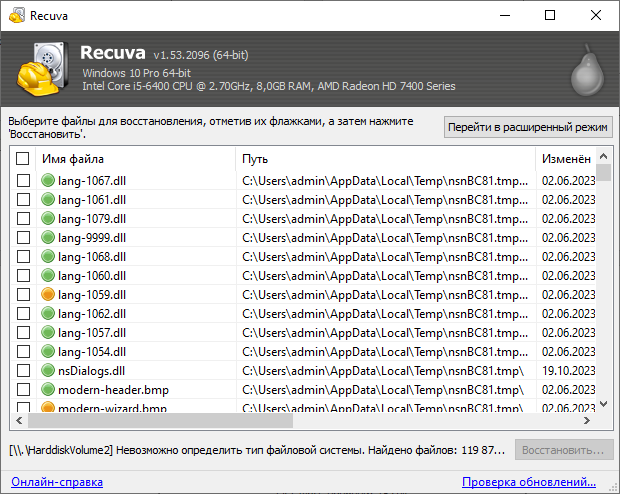 Recuva
Recuva v1.53.2096 (64-bit)
Windows 10 Pro 64-bit
Intel Core i5-6400 CPU @ 2.70GHz, 8,0GB RAM, AMD Radeon HD 7400 Series
Выберите файлы для восстановления, отметив их флажками, а затем нажмите
'Восстановить'.
Перейти в расширенный режим
Имя файла Путь Изменён
lang-1067.dll C:\Users\admin\AppData\Local\Temp\nsnBC81.tmp... 02.06.2023
lang-1061.dll C:\Users\admin\AppData\Local\Temp\nsnBC81.tmp... 02.06.2023
lang-1079.dll C:\Users\admin\AppData\Local\Temp\nsnBC81.tmp... 02.06.2023
lang-9999.dll C:\Users\admin\AppData\Local\Temp\nsnBC81.tmp... 02.06.2023
lang-1068.dll C:\Users\admin\AppData\Local\Temp\nsnBC81.tmp... 02.06.2023
lang-1060.dll C:\Users\admin\AppData\Local\Temp\nsnBC81.tmp... 02.06.2023
lang-1059.dll C:\Users\admin\AppData\Local\Temp\nsnBC81.tmp... 02.06.2023
lang-1062.dll C:\Users\admin\AppData\Local\Temp\nsnBC81.tmp... 02.06.2023
lang-1057.dll C:\Users\admin\AppData\Local\Temp\nsnBC81.tmp... 02.06.2023
lang-1054.dll C:\Users\admin\AppData\Local\Temp\nsnBC81.tmp... 02.06.2023
nsDialogs.dll C:\Users\admin\AppData\Local\Temp\nsnBC81.tmp\ 19.10.2023
modern-header.bmp C:\Users\admin\AppData\Local\Temp\nsnBC81.tmp\ 02.06.2023
modern-wizard.bmp C:\Users\admin\AppData\Local\Temp\nsnBC81.tmp\ 02.06.2023
[\\.\HarddiskVolume2] Невозможно определить тип файловой системы. Найдено файлов: 119 87...
Восстановить...
Онлайн-справка
Проверка обновлений...